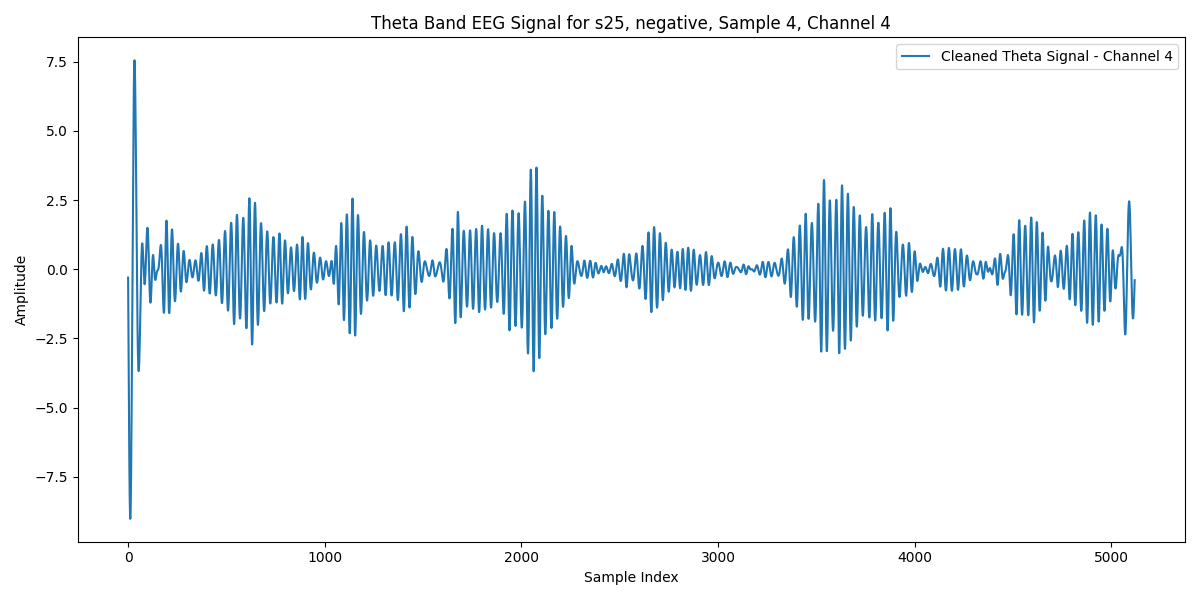 Theta Band EEG Signal for s25, negative, Sample 4, Channel 4
Cleaned Theta Signal - Channel 4
Amplitude
7.5
5.0
2.5
0.0
−2.5
−5.0
−7.5
0 1000 2000 3000 4000 5000
Sample Index